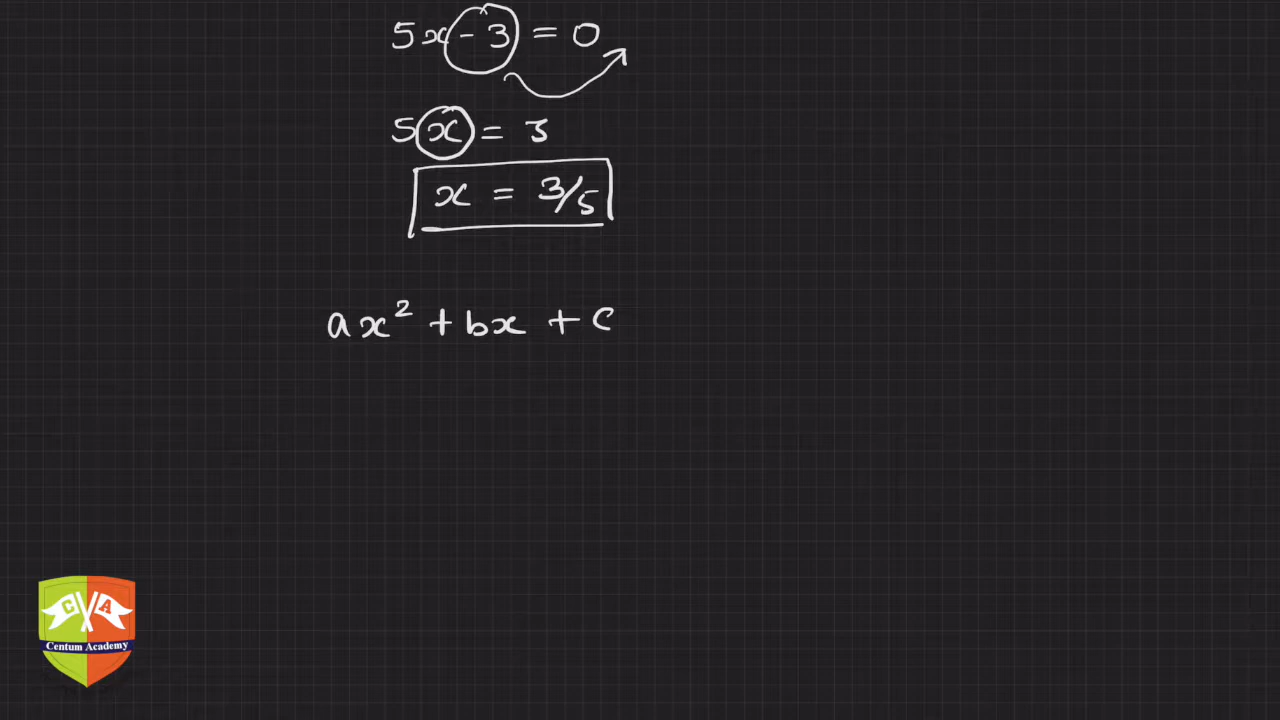 5x - 3 = 0
5x = 3
x = 3/5
ax² + bx + c
C A
Centum Academy